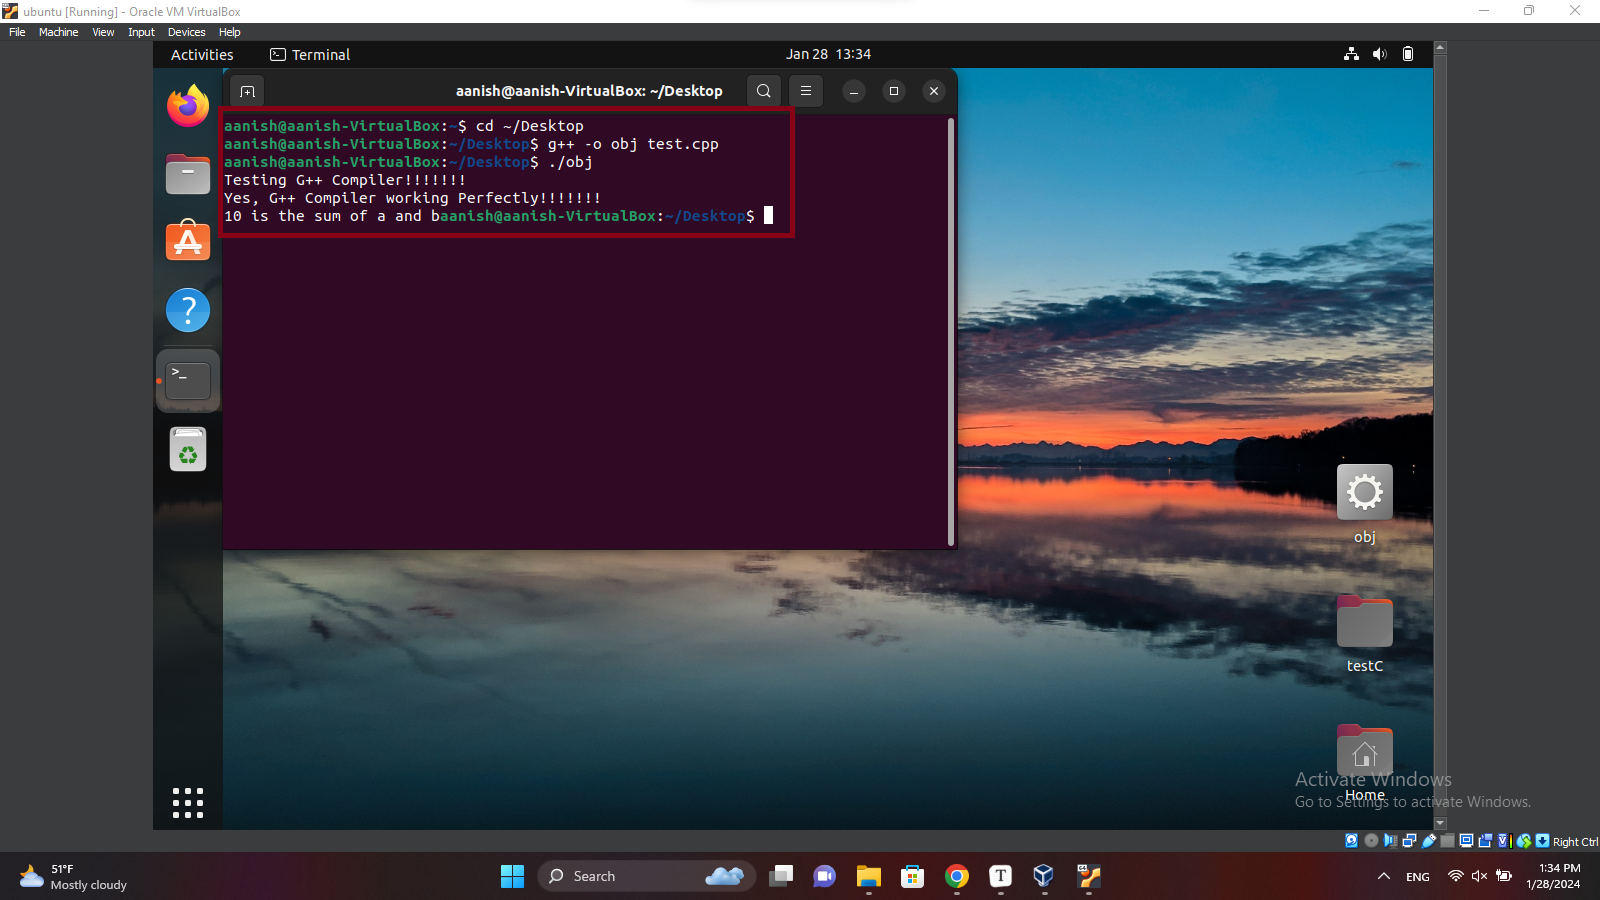 ubuntu [Running] - Oracle VM VirtualBox
File Machine View Input Devices Help
Activities Terminal Jan 28 13:34
aanish@aanish-VirtualBox: ~/Desktop
aanish@aanish-VirtualBox:~$ cd ~/Desktop
aanish@aanish-VirtualBox:~/Desktop$ g++ -o obj test.cpp
aanish@aanish-VirtualBox:~/Desktop$ ./obj
Testing G++ Compiler!!!!!!!
Yes, G++ Compiler working Perfectly!!!!!!!
10 is the sum of a and baanish@aanish-VirtualBox:~/Desktop$
obj
testC
Home
Activate Windows
Go to Settings to activate Windows.
Right Ctrl
51°F
Mostly cloudy
Search
ENG
1:34 PM
1/28/2024